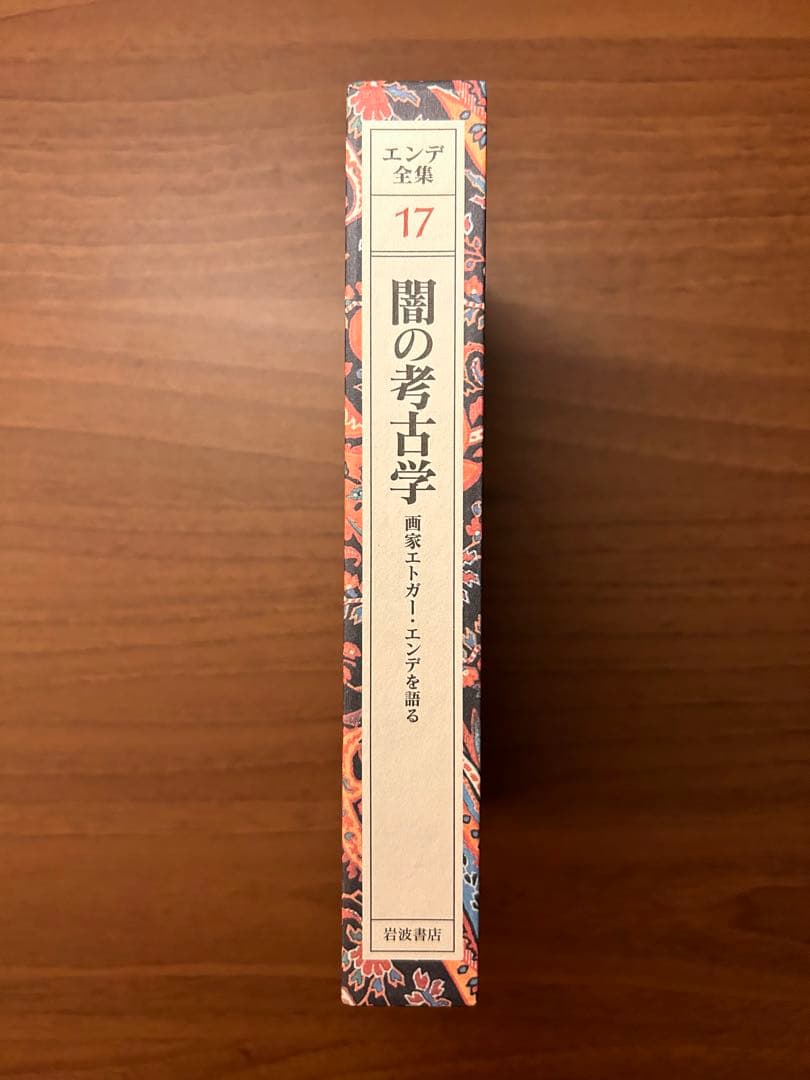 エンデ
全集
17
闇の考古学
画家エトガー・エンデを語る
岩波書店